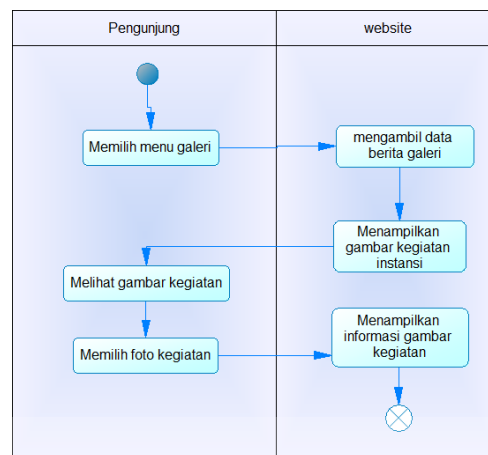 Pengunjung
website
Memilih menu galeri
mengambil data
berita galeri
Menampilkan
gambar kegiatan
instansi
Melihat gambar kegiatan
Memilih foto kegiatan
Menampilkan
informasi gambar
kegiatan